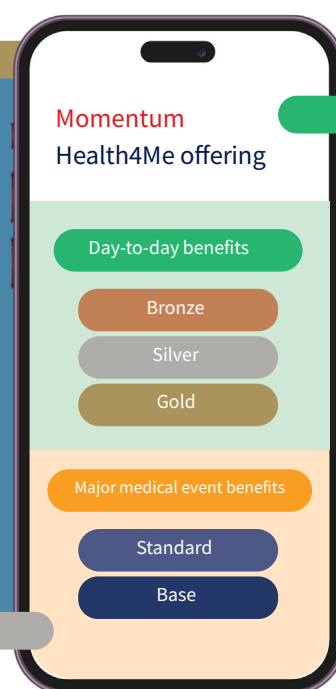 Momentum
Health4Me offering
Day-to-day benefits
Bronze
Silver
Gold
Major medical event benefits
Standard
Base